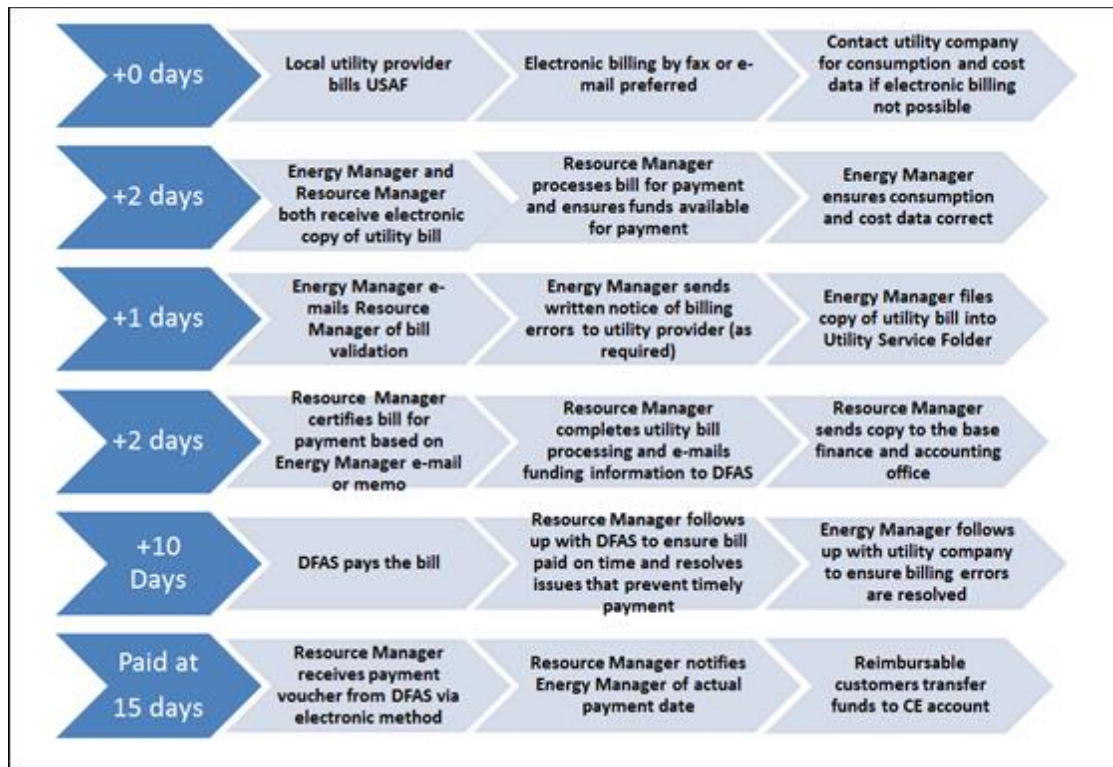 +0 days
Local utility provider
bills USAF
Electronic billing by fax or e-
mail preferred
Contact utility company
for consumption and cost
data if electronic billing
not possible
+2 days
Energy Manager and
Resource Manager
both receive electronic
copy of utility bill
Resource Manager
processes bill for payment
and ensures funds available
for payment
Energy Manager
ensures consumption
and cost data correct
+1 days
Energy Manager e-
mails Resource
Manager of bill
validation
Energy Manager sends
written notice of billing
errors to utility provider (as
required)
Energy Manager files
copy of utility bill into
Utility Service Folder
+2 days
Resource Manager
certifies bill for
payment based on
Energy Manager e-mail
or memo
Resource Manager
completes utility bill
processing and e-mails
funding information to DFAS
Resource Manager
sends copy to the base
finance and accounting
office
+10
Days
DFAS pays the bill
Resource Manager follows
up with DFAS to ensure bill
paid on time and resolves
issues that prevent timely
payment
Energy Manager follows
up with utility company
to ensure billing errors
are resolved
Paid at
15 days
Resource Manager
receives payment
voucher from DFAS via
electronic method
Resource Manager notifies
Energy Manager of actual
payment date
Reimbursable
customers transfer
funds to CE account